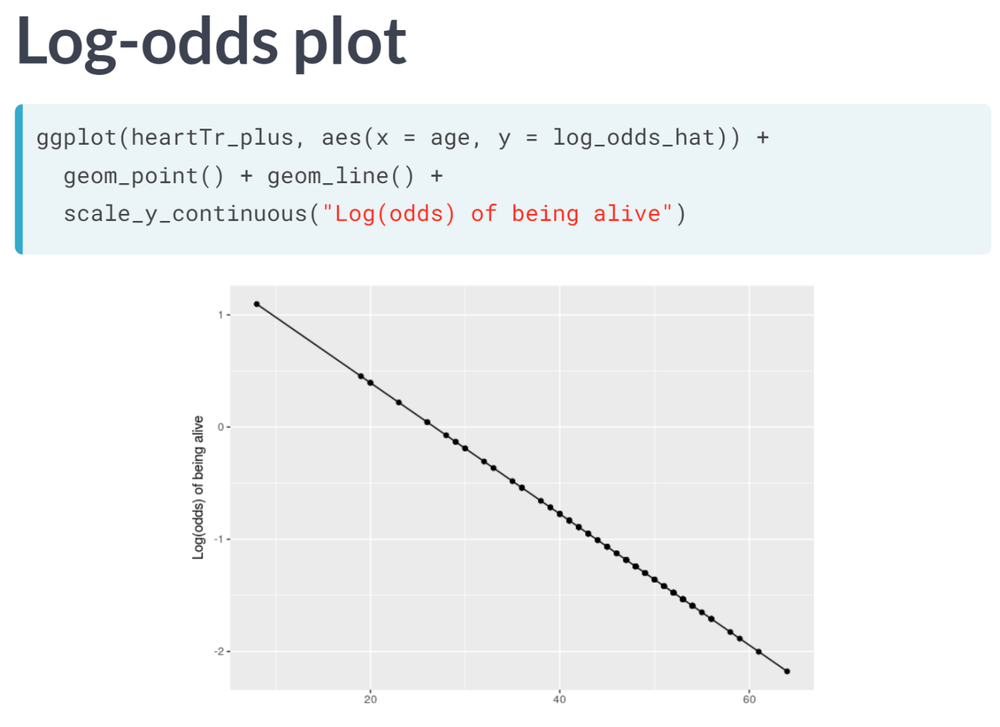 Log-odds plot
ggplot(heartTr_plus, aes(x = age, y = log_odds_hat)) +
  geom_point() + geom_line() +
  scale_y_continuous("Log(odds) of being alive")
Log(odds) of being alive
1
0
-1
-2
20 40 60